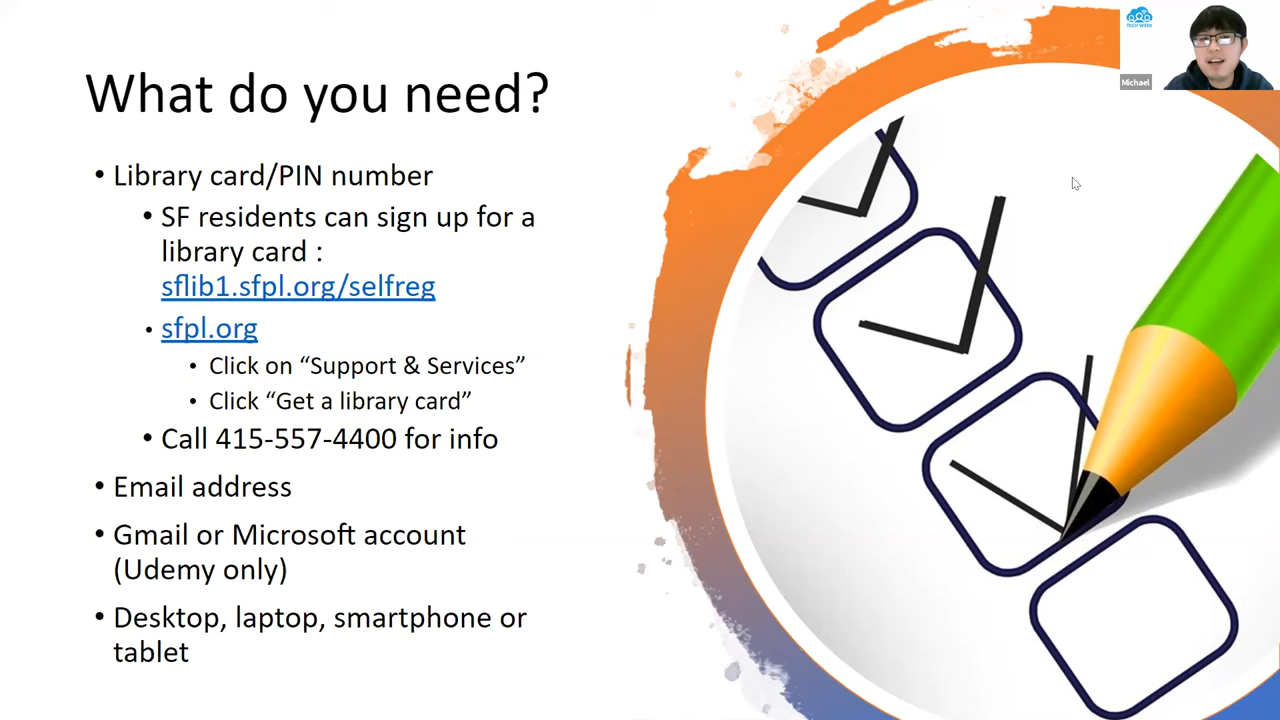 What do you need?
• Library card/PIN number
• SF residents can sign up for a
library card :
sflib1.sfpl.org/selfreg
• sfpl.org
• Click on “Support & Services”
• Click “Get a library card”
• Call 415-557-4400 for info
• Email address
• Gmail or Microsoft account
(Udemy only)
• Desktop, laptop, smartphone or
tablet
TECH WEEK
Michael